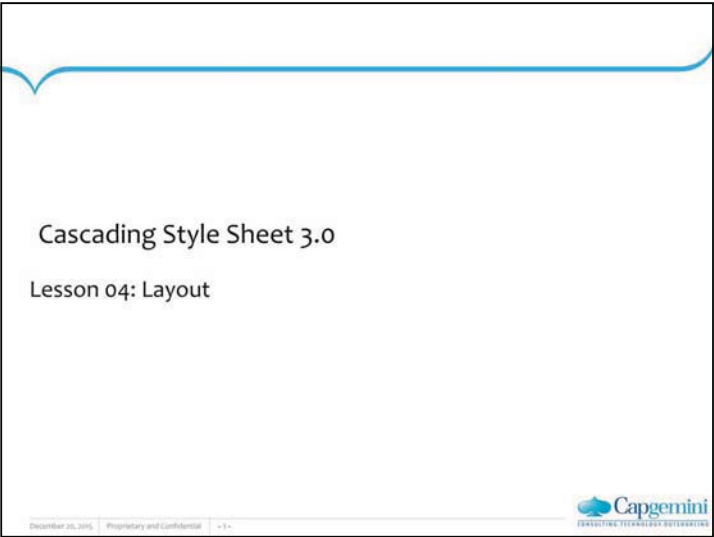 Cascading Style Sheet 3.0
Lesson 04: Layout
December 20, 2015 Proprietary and Confidential - 1 -
Capgemini
CONSULTING.TECHNOLOGY.OUTSOURCING